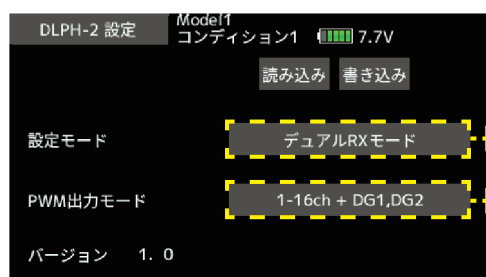 DLPH-2 設定
Model1
コンディション1 7.7V
読み込み 書き込み
設定モード デュアルRXモード
PWM出力モード 1-16ch + DG1,DG2
バージョン 1. 0